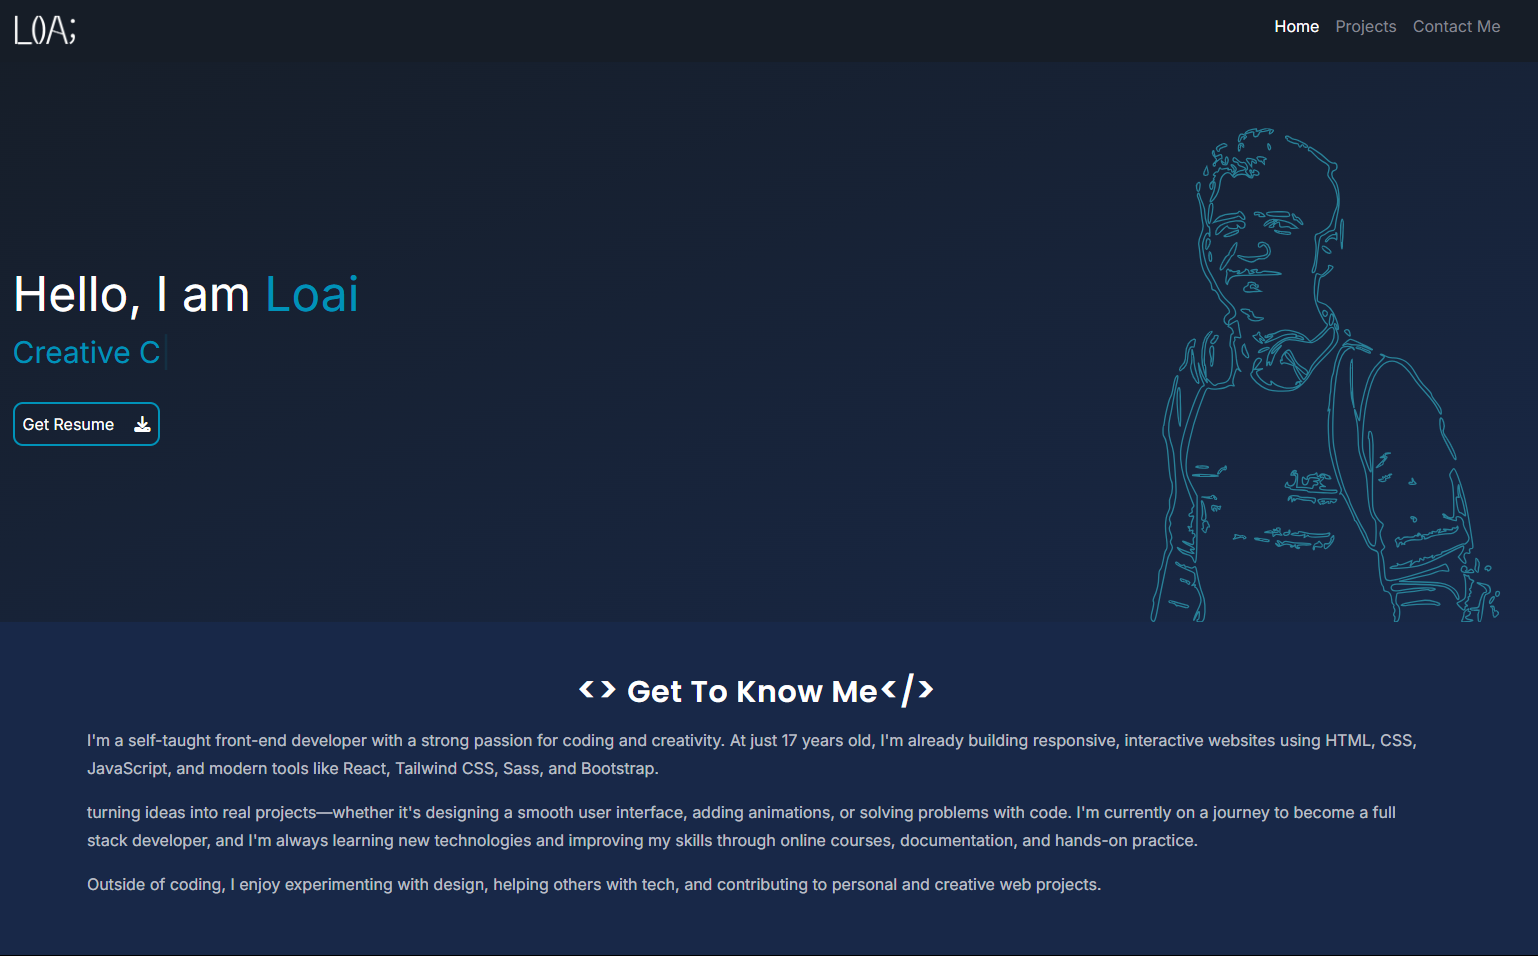 LOA;
Home Projects Contact Me
Hello, I am Loai
Creative C
Get Resume
<> Get To Know Me</>
I'm a self-taught front-end developer with a strong passion for coding and creativity. At just 17 years old, I'm already building responsive, interactive websites using HTML, CSS,
JavaScript, and modern tools like React, Tailwind CSS, Sass, and Bootstrap.
turning ideas into real projects—whether it's designing a smooth user interface, adding animations, or solving problems with code. I'm currently on a journey to become a full
stack developer, and I'm always learning new technologies and improving my skills through online courses, documentation, and hands-on practice.
Outside of coding, I enjoy experimenting with design, helping others with tech, and contributing to personal and creative web projects.